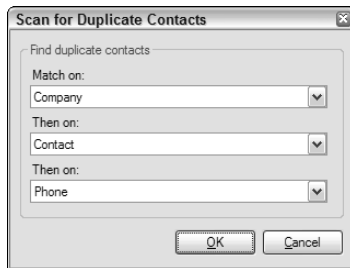 Scan for Duplicate Contacts
Find duplicate contacts
Match on:
Company
Then on:
Contact
Then on:
Phone
OK
Cancel